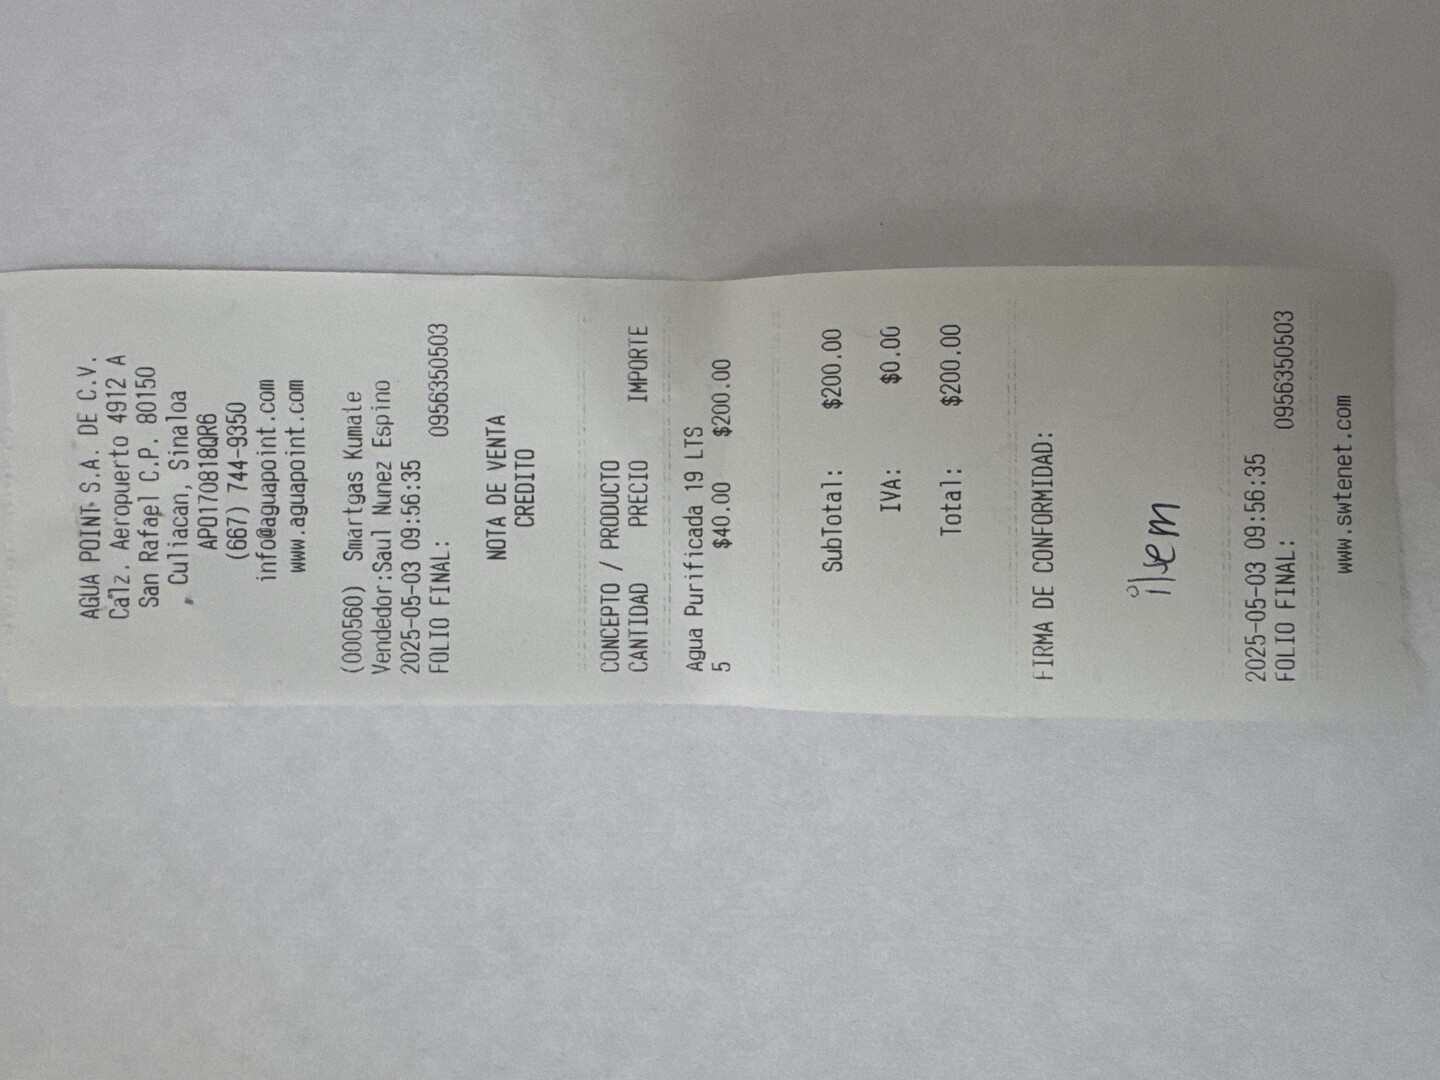 AGUA POINT S.A. DE C.V.
Calz. Aeropuerto 4912 A
San Rafael C.P. 80150
Culiacan, Sinaloa
APO170818QR6
(667) 744-9350
info@aguapoint.com
www.aguapoint.com
(000560) Smartgas Kumate
Vendedor:Saul Nunez Espino
2025-05-03 09:56:35
FOLIO FINAL: 0956350503
NOTA DE VENTA
CREDITO
CONCEPTO / PRODUCTO
CANTIDAD PRECIO IMPORTE
Agua Purificada 19 LTS
5 $40.00 $200.00
SubTotal: $200.00
IVA: $0.00
Total: $200.00
FIRMA DE CONFORMIDAD:
2025-05-03 09:56:35
FOLIO FINAL: 0956350503
www.swtenet.com